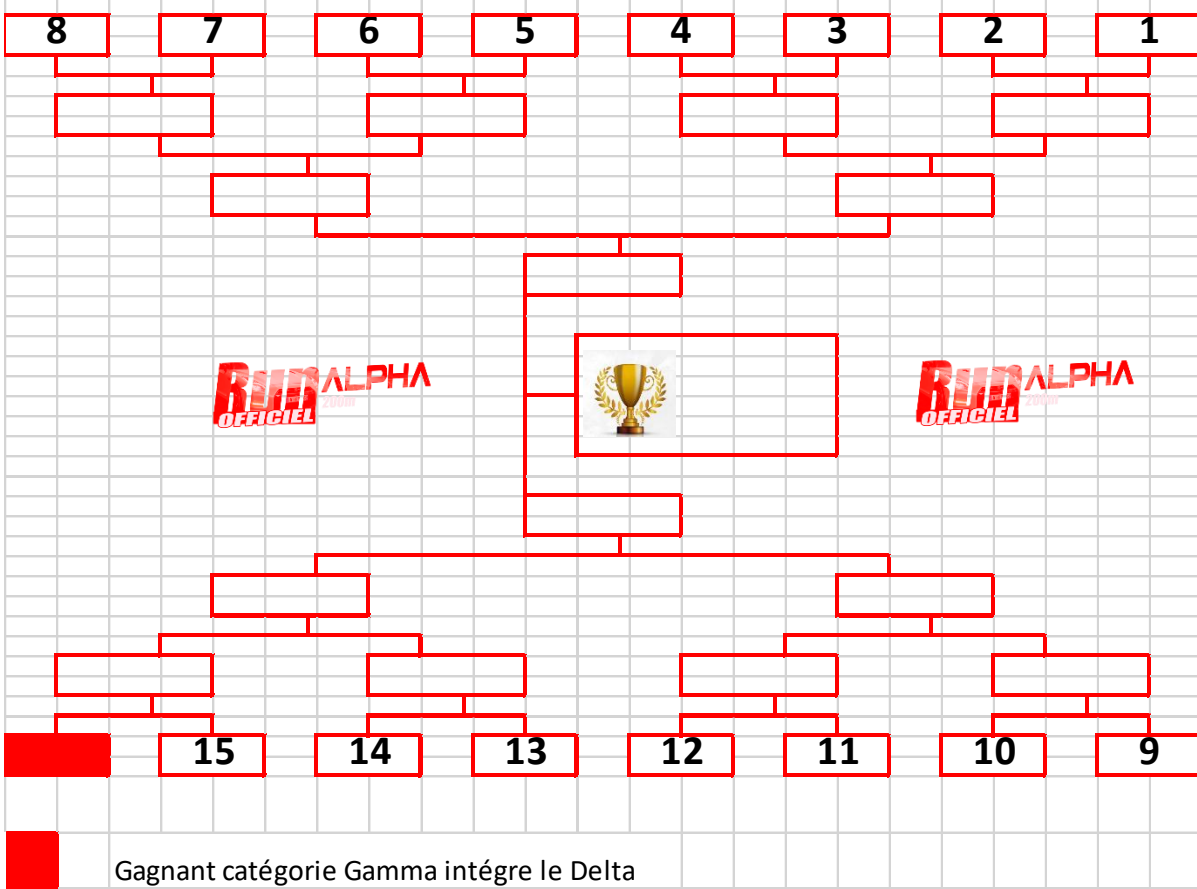 8 7 6 5 4 3 2 1
RUN ALPHA
OFFICIEL
RUN ALPHA
OFFICIEL
15 14 13 12 11 10 9
Gagnant catégorie Gamma intégre le Delta